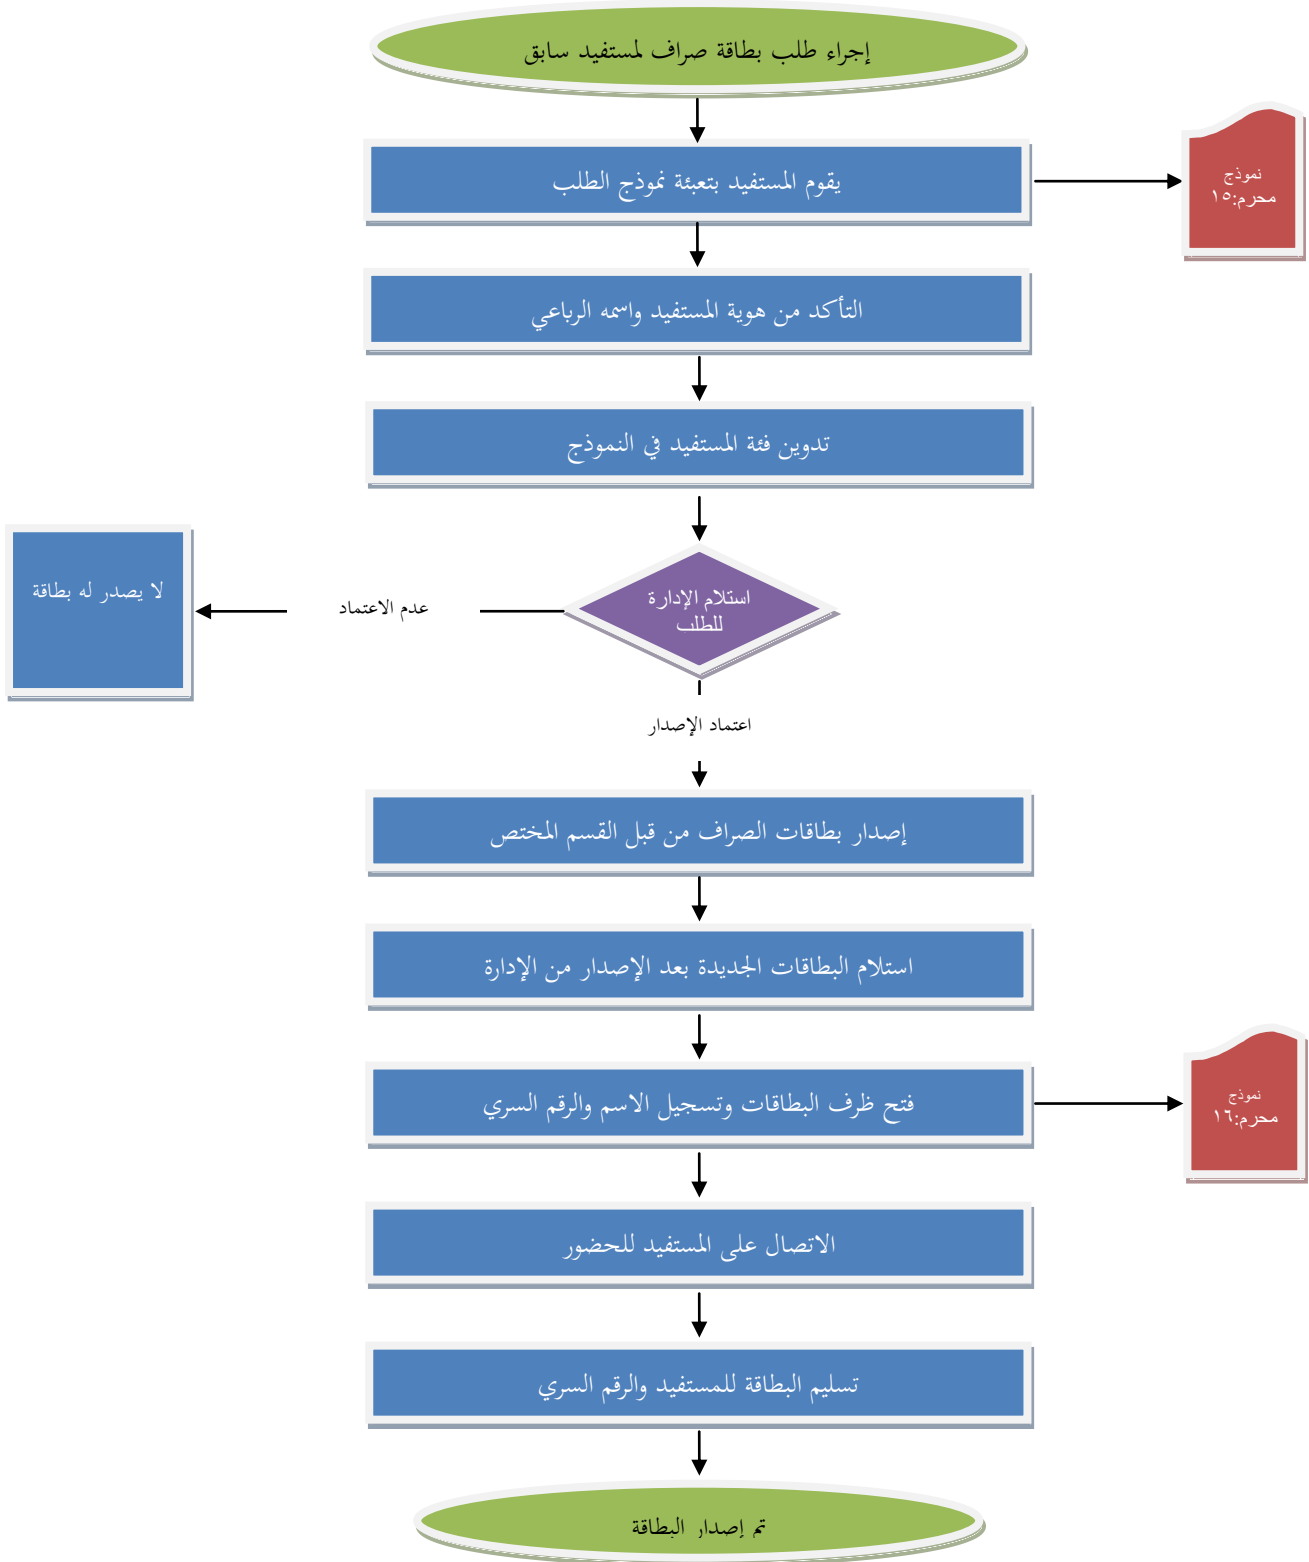 إجراء طلب بطاقة صراف لمستفيد سابق
يقوم المستفيد بتعبئة نموذج الطلب
نموذج
محرم:١٥
التأكد من هوية المستفيد واسمه الرباعي
تدوين فئة المستفيد في النموذج
استلام الإدارة
للطلب
عدم الاعتماد
لا يصدر له بطاقة
اعتماد الإصدار
إصدار بطاقات الصراف من قبل القسم المختص
استلام البطاقات الجديدة بعد الإصدار من الإدارة
فتح ظرف البطاقات وتسجيل الاسم والرقم السري
نموذج
محرم:١٦
الاتصال على المستفيد للحضور
تسليم البطاقة للمستفيد والرقم السري
تم إصدار البطاقة